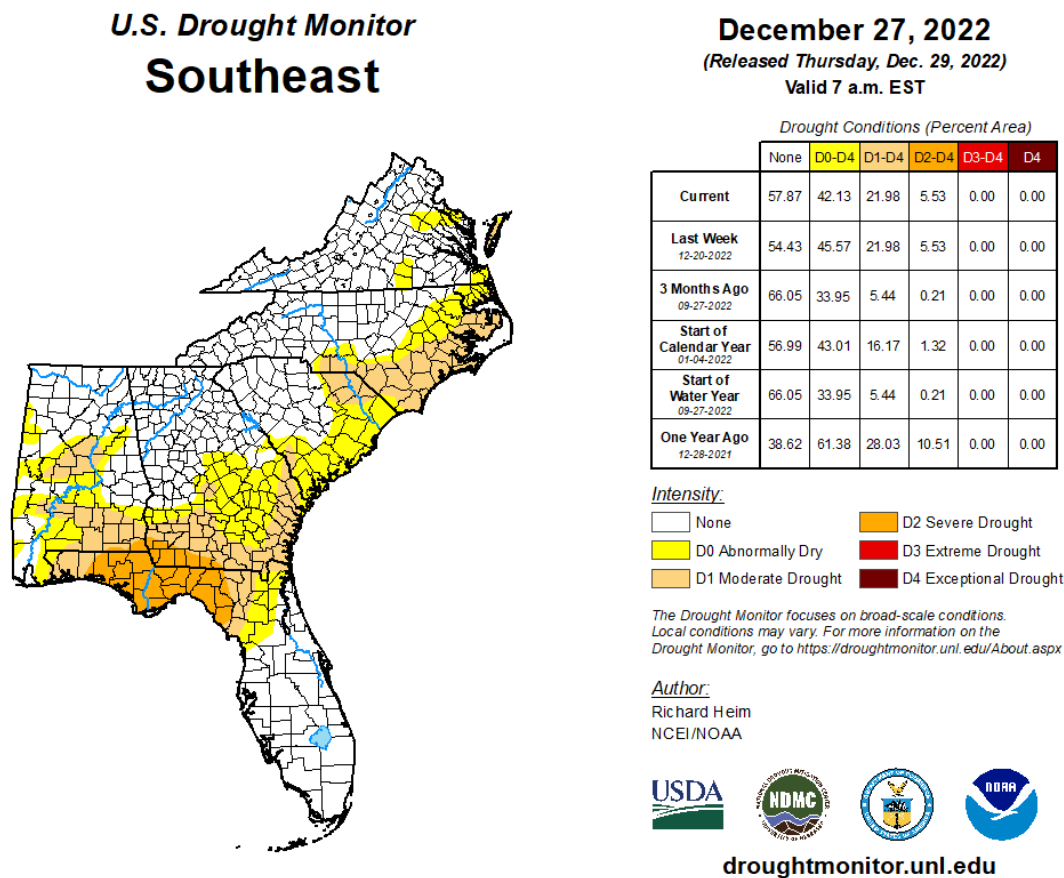 U.S. Drought Monitor
Southeast
December 27, 2022
(Released Thursday, Dec. 29, 2022)
Valid 7 a.m. EST
Drought Conditions (Percent Area)
None D0-D4 D1-D4 D2-D4 D3-D4 D4
Current 57.87 42.13 21.98 5.53 0.00 0.00
Last Week 12-20-2022 54.43 45.57 21.98 5.53 0.00 0.00
3 Months Ago 09-27-2022 66.05 33.95 5.44 0.21 0.00 0.00
Start of Calendar Year 01-04-2022 56.99 43.01 16.17 1.32 0.00 0.00
Start of Water Year 09-27-2022 66.05 33.95 5.44 0.21 0.00 0.00
One Year Ago 12-28-2021 38.62 61.38 28.03 10.51 0.00 0.00
Intensity:
None
D0 Abnormally Dry
D1 Moderate Drought
D2 Severe Drought
D3 Extreme Drought
D4 Exceptional Drought
The Drought Monitor focuses on broad-scale conditions.
Local conditions may vary. For more information on the
Drought Monitor, go to https://droughtmonitor.unl.edu/About.aspx
Author:
Richard Heim
NCEI/NOAA
USDA
NDMC
NOAA
droughtmonitor.unl.edu